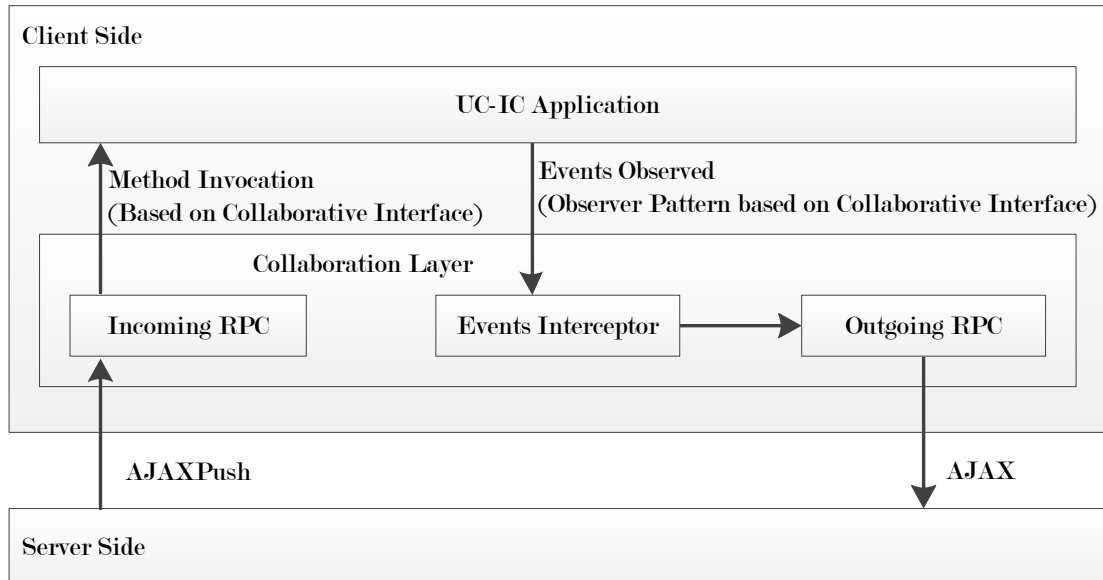 Client Side
UC-IC Application
Method Invocation
(Based on Collaborative Interface)
Events Observed
(Observer Pattern based on Collaborative Interface)
Collaboration Layer
Incoming RPC
Events Interceptor
Outgoing RPC
AJAXPush
AJAX
Server Side